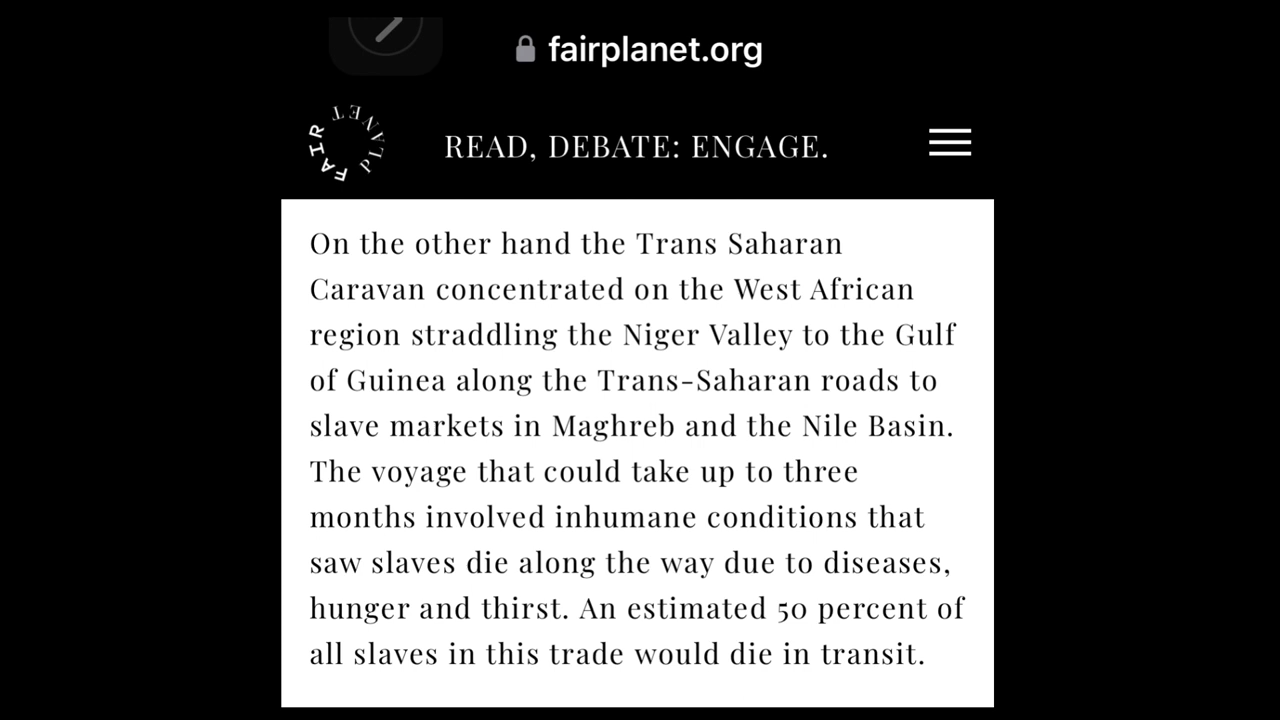 fairplanet.org
FAIR PLANET
READ, DEBATE: ENGAGE.
On the other hand the Trans Saharan
Caravan concentrated on the West African
region straddling the Niger Valley to the Gulf
of Guinea along the Trans-Saharan roads to
slave markets in Maghreb and the Nile Basin.
The voyage that could take up to three
months involved inhumane conditions that
saw slaves die along the way due to diseases,
hunger and thirst. An estimated 50 percent of
all slaves in this trade would die in transit.